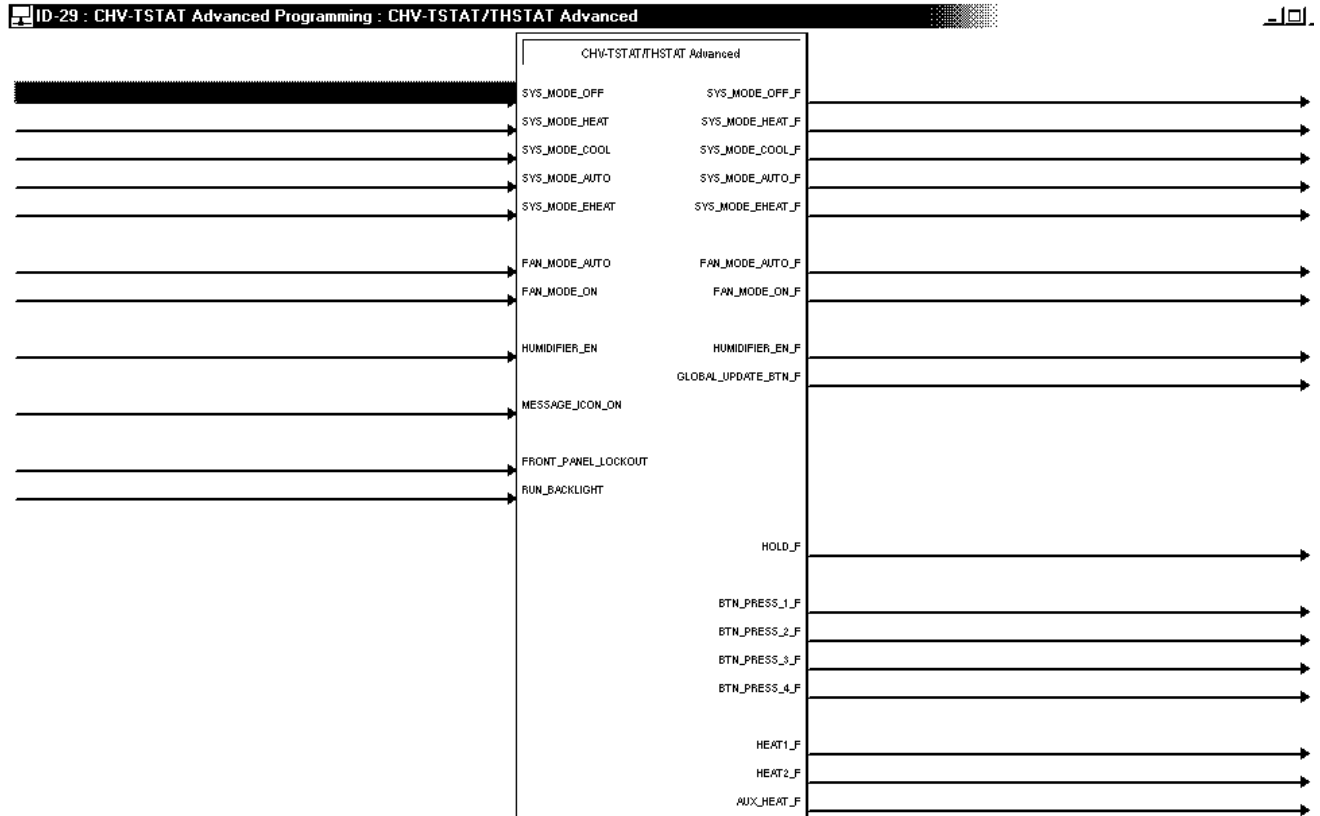 ID-29 : CHV-TSTAT Advanced Programming : CHV-TSTAT/THSTAT Advanced
CHV-TSTAT/THSTAT Advanced
SYS_MODE_OFF SYS_MODE_OFF_F
SYS_MODE_HEAT SYS_MODE_HEAT_F
SYS_MODE_COOL SYS_MODE_COOL_F
SYS_MODE_AUTO SYS_MODE_AUTO_F
SYS_MODE_EHEAT SYS_MODE_EHEAT_F
FAN_MODE_AUTO FAN_MODE_AUTO_F
FAN_MODE_ON FAN_MODE_ON_F
HUMIDIFIER_EN HUMIDIFIER_EN_F
GLOBAL_UPDATE_BTN_F
MESSAGE_ICON_ON
FRONT_PANEL_LOCKOUT
RUN_BACKLIGHT
HOLD_F
BTN_PRESS_1_F
BTN_PRESS_2_F
BTN_PRESS_3_F
BTN_PRESS_4_F
HEAT1_F
HEAT2_F
AUX_HEAT_F